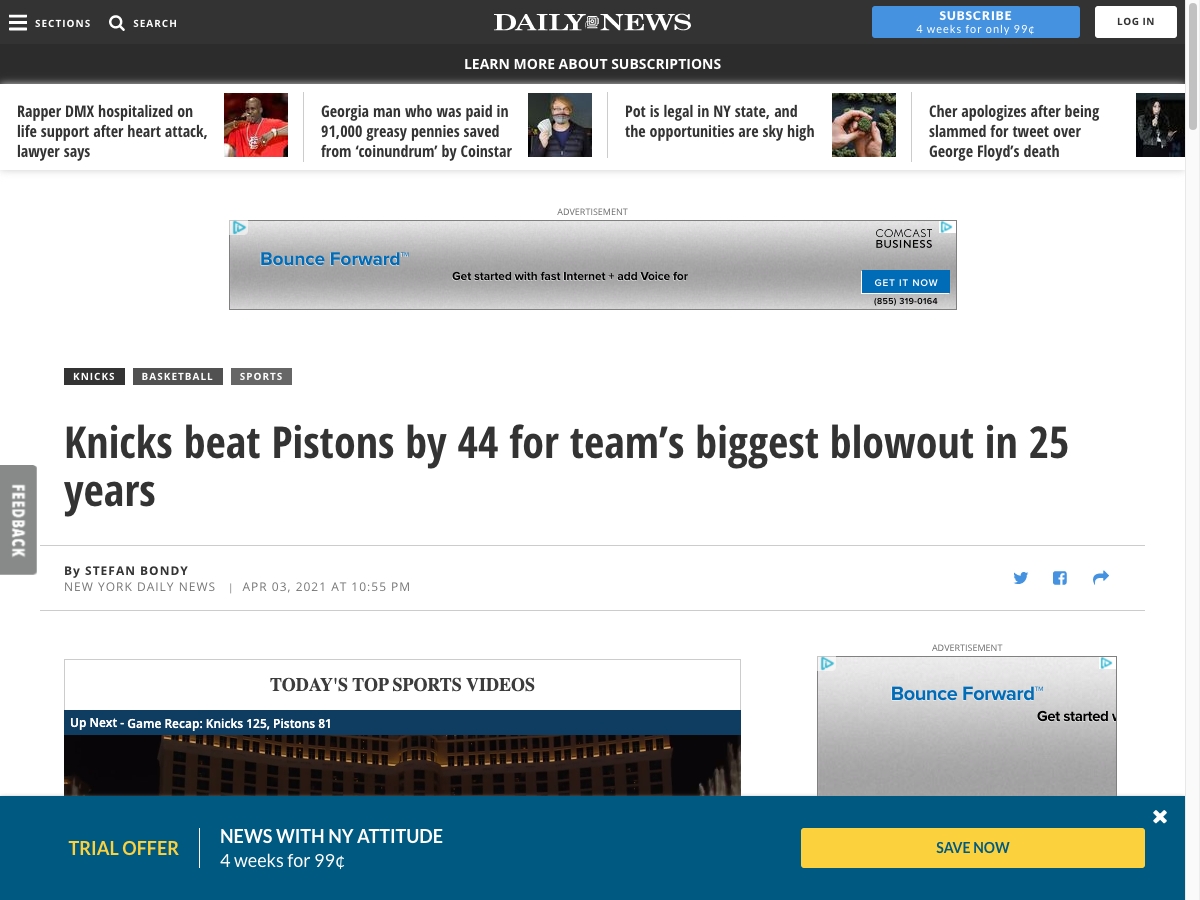 SECTIONS
SEARCH
DAILY NEWS
SUBSCRIBE
4 weeks for only 99¢
LOG IN
LEARN MORE ABOUT SUBSCRIPTIONS
Rapper DMX hospitalized on
life support after heart attack,
lawyer says
Georgia man who was paid in
91,000 greasy pennies saved
from ‘coinundrum’ by Coinstar
Pot is legal in NY state, and
the opportunities are sky high
Cher apologizes after being
slammed for tweet over
George Floyd’s death
ADVERTISEMENT
Bounce Forward™
Get started with fast Internet + add Voice for
COMCAST
BUSINESS
GET IT NOW
(855) 319-0164
KNICKS
BASKETBALL
SPORTS
Knicks beat Pistons by 44 for team’s biggest blowout in 25
years
FEEDBACK
By STEFAN BONDY
NEW YORK DAILY NEWS | APR 03, 2021 AT 10:55 PM
TODAY'S TOP SPORTS VIDEOS
Up Next - Game Recap: Knicks 125, Pistons 81
ADVERTISEMENT
Bounce Forward™
Get started
TRIAL OFFER
NEWS WITH NY ATTITUDE
4 weeks for 99¢
SAVE NOW